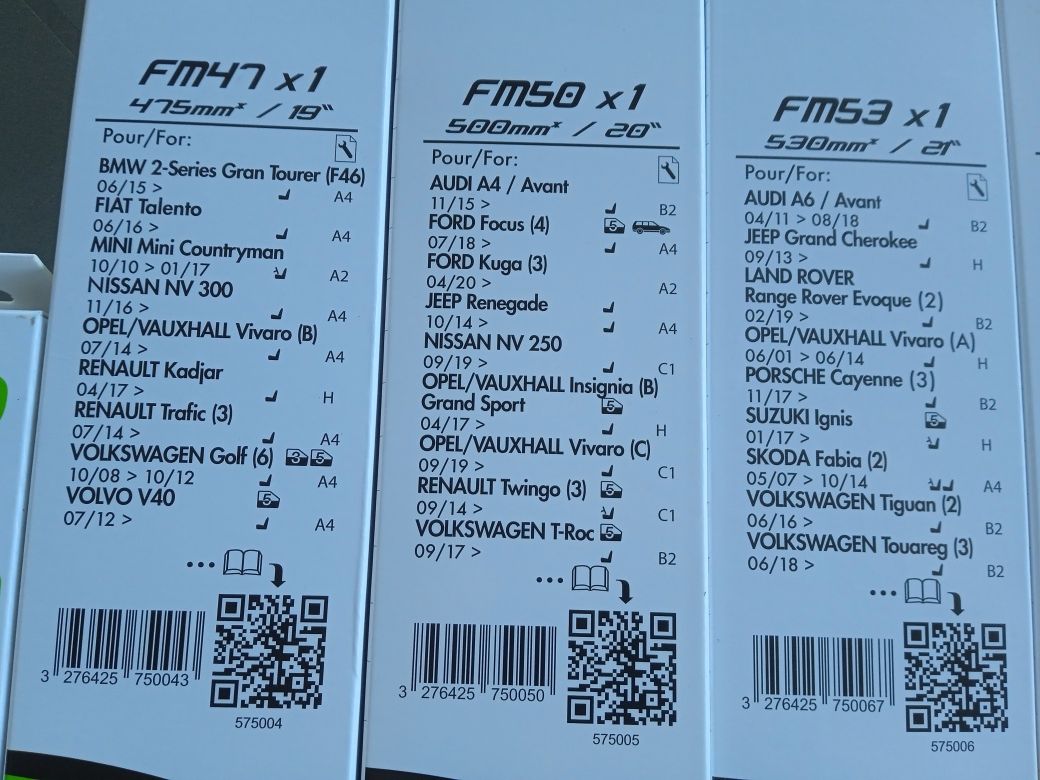 FM47 x1
475mm* / 19"
Pour/For:
BMW 2-Series Gran Tourer (F46)
06/15 > A4
FIAT Talento
06/16 > A4
MINI Mini Countryman
10/10 > 01/17 A2
NISSAN NV 300
11/16 > A4
OPEL/VAUXHALL Vivaro (B)
07/14 > A4
RENAULT Kadjar
04/17 > H
RENAULT Trafic (3)
07/14 > A4
VOLKSWAGEN Golf (6) 3 5
10/08 > 10/12 A4
VOLVO V40 5
07/12 > A4
...
3 276425 750043
575004
FM50 x1
500mm* / 20"
Pour/For:
AUDI A4 / Avant
11/15 > B2
FORD Focus (4) 5
07/18 > A4
FORD Kuga (3)
04/20 > A2
JEEP Renegade
10/14 > A4
NISSAN NV 250
09/19 > C1
OPEL/VAUXHALL Insignia (B)
Grand Sport 5
04/17 > H
OPEL/VAUXHALL Vivaro (C)
09/19 > C1
RENAULT Twingo (3) 5
09/14 > C1
VOLKSWAGEN T-Roc 5
09/17 > B2
...
3 276425 750050
575005
FM53 x1
530mm* / 21"
Pour/For:
AUDI A6 / Avant
04/11 > 08/18 B2
JEEP Grand Cherokee
09/13 > H
LAND ROVER
Range Rover Evoque (2)
02/19 > B2
OPEL/VAUXHALL Vivaro (A)
06/01 > 06/14 H
PORSCHE Cayenne (3)
11/17 > B2
SUZUKI Ignis 5
01/17 > H
SKODA Fabia (2)
05/07 > 10/14 A4
VOLKSWAGEN Tiguan (2)
06/16 > B2
VOLKSWAGEN Touareg (3)
06/18 > B2
...
3 276425 750067
575006